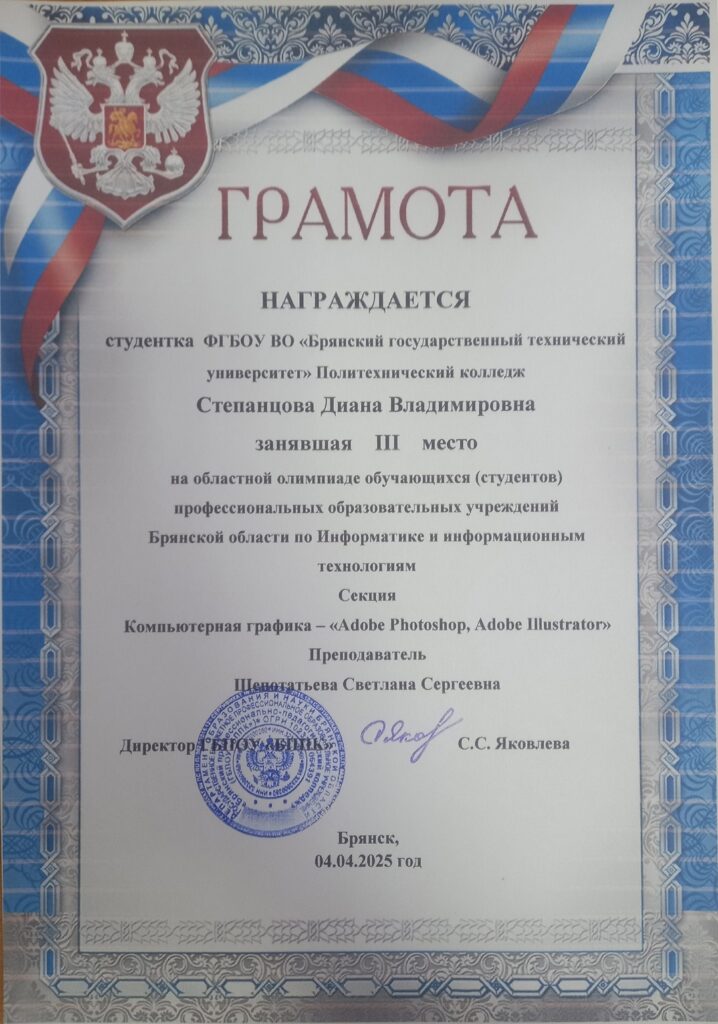 ГРАМОТА
НАГРАЖДАЕТСЯ
студентка ФГБОУ ВО «Брянский государственный технический
университет» Политехнический колледж
Степанцова Диана Владимировна
занявшая III место
на областной олимпиаде обучающихся (студентов)
профессиональных образовательных учреждений
Брянской области по Информатике и информационным
технологиям
Секция
Компьютерная графика – «Adobe Photoshop, Adobe Illustrator»
Преподаватель
Шепотатьева Светлана Сергеевна
Директор ГБПОУ «БППК» С.С. Яковлева
Брянск,
04.04.2025 год